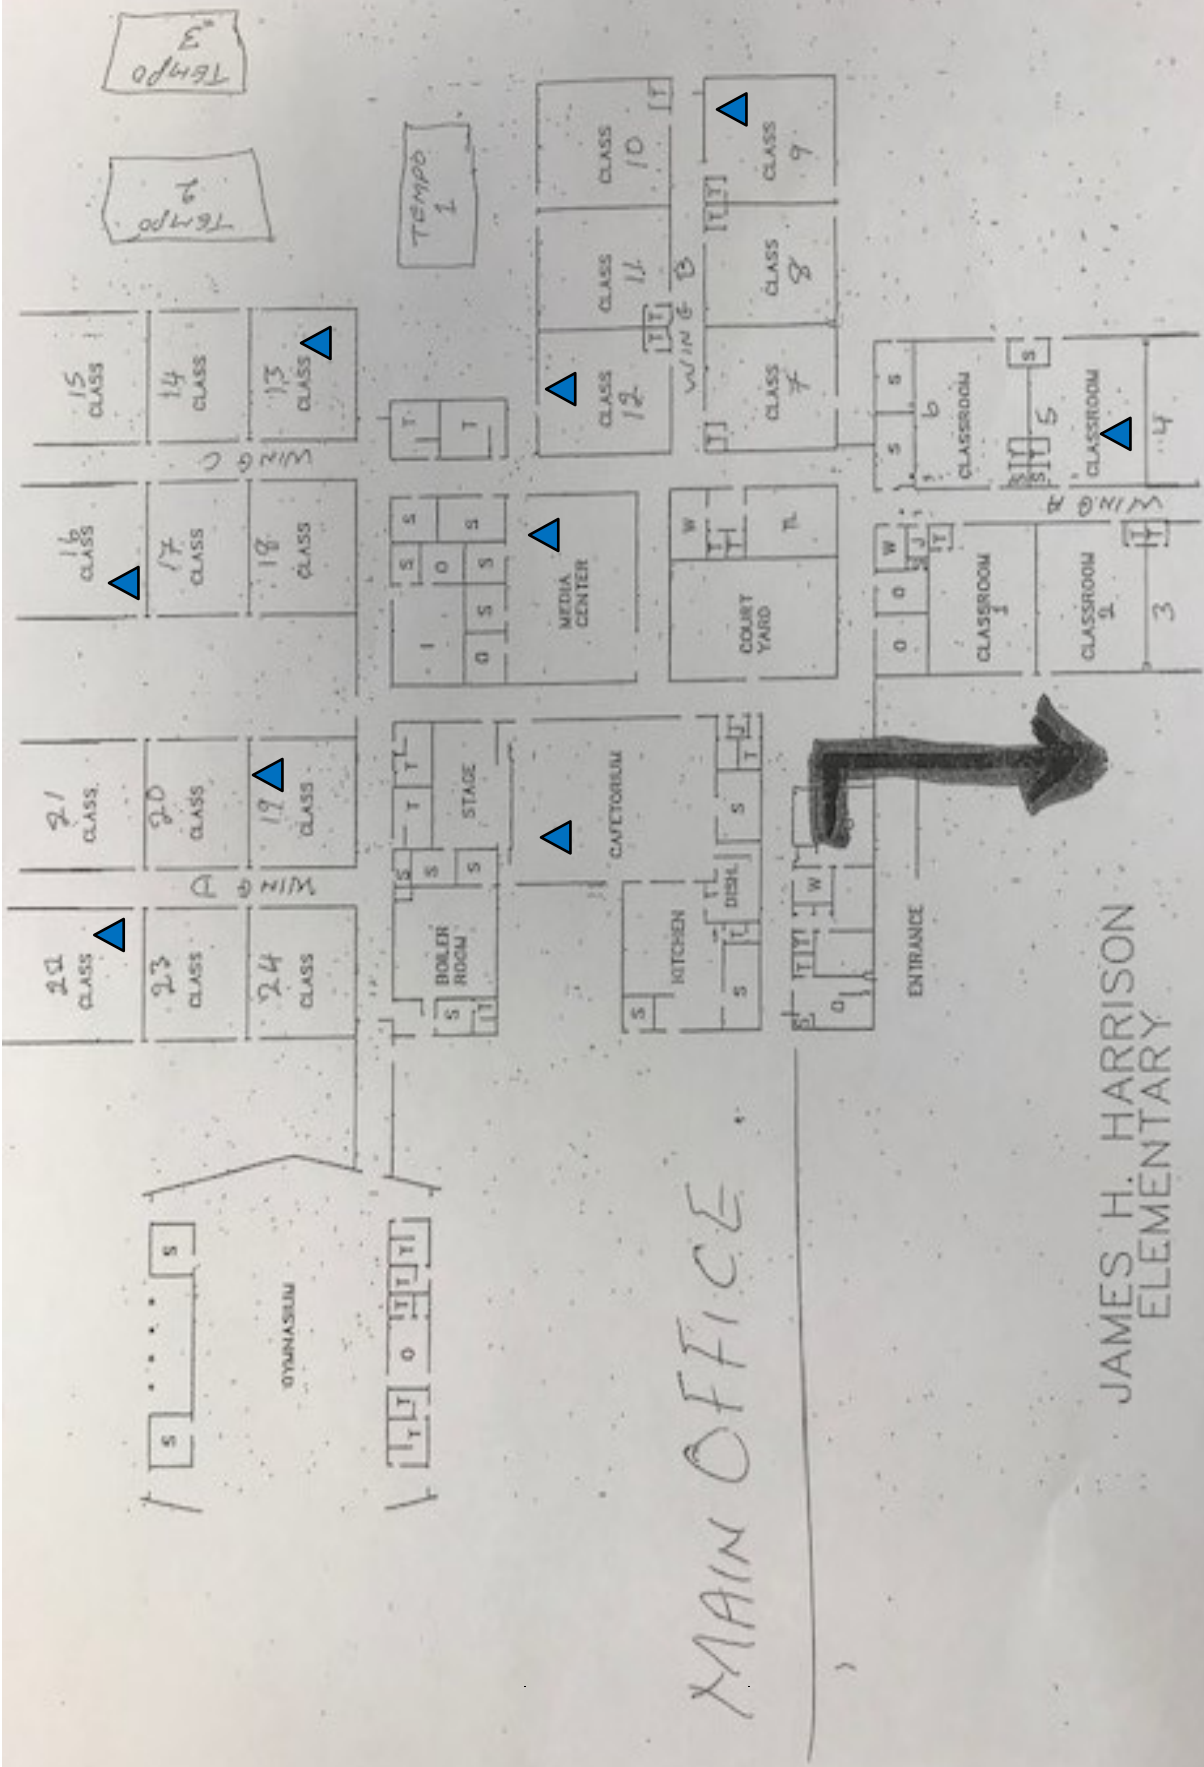 TEMPO
#3
TEMPO
2
TEMPO
1
15
CLASS
14
CLASS
13
CLASS
WING C
16
CLASS
17
CLASS
18
CLASS
21
CLASS
20
CLASS
19
CLASS
WING D
22
CLASS
23
CLASS
24
CLASS
CLASS
10
CLASS
11
CLASS
12
WING B
CLASS
9
CLASS
8
CLASS
7
T
T
S
S
S
O
S
I
O
S
MEDIA
CENTER
W
T
T
COURT
YARD
T
T
STAGE
S
S
S
CAFETORIUM
BOILER
ROOM
S
T
KITCHEN
S
DISH.
S
S
T
J
W
T
T
S
O
ENTRANCE
S
S
6
CLASSROOM
S
5
CLASSROOM
4
WING A
W
J
T
O
O
CLASSROOM
1
CLASSROOM
2
3
T
T
S
S
GYMNASIUM
T
T
T
O
T
T
MAIN OFFICE
JAMES H. HARRISON
ELEMENTARY